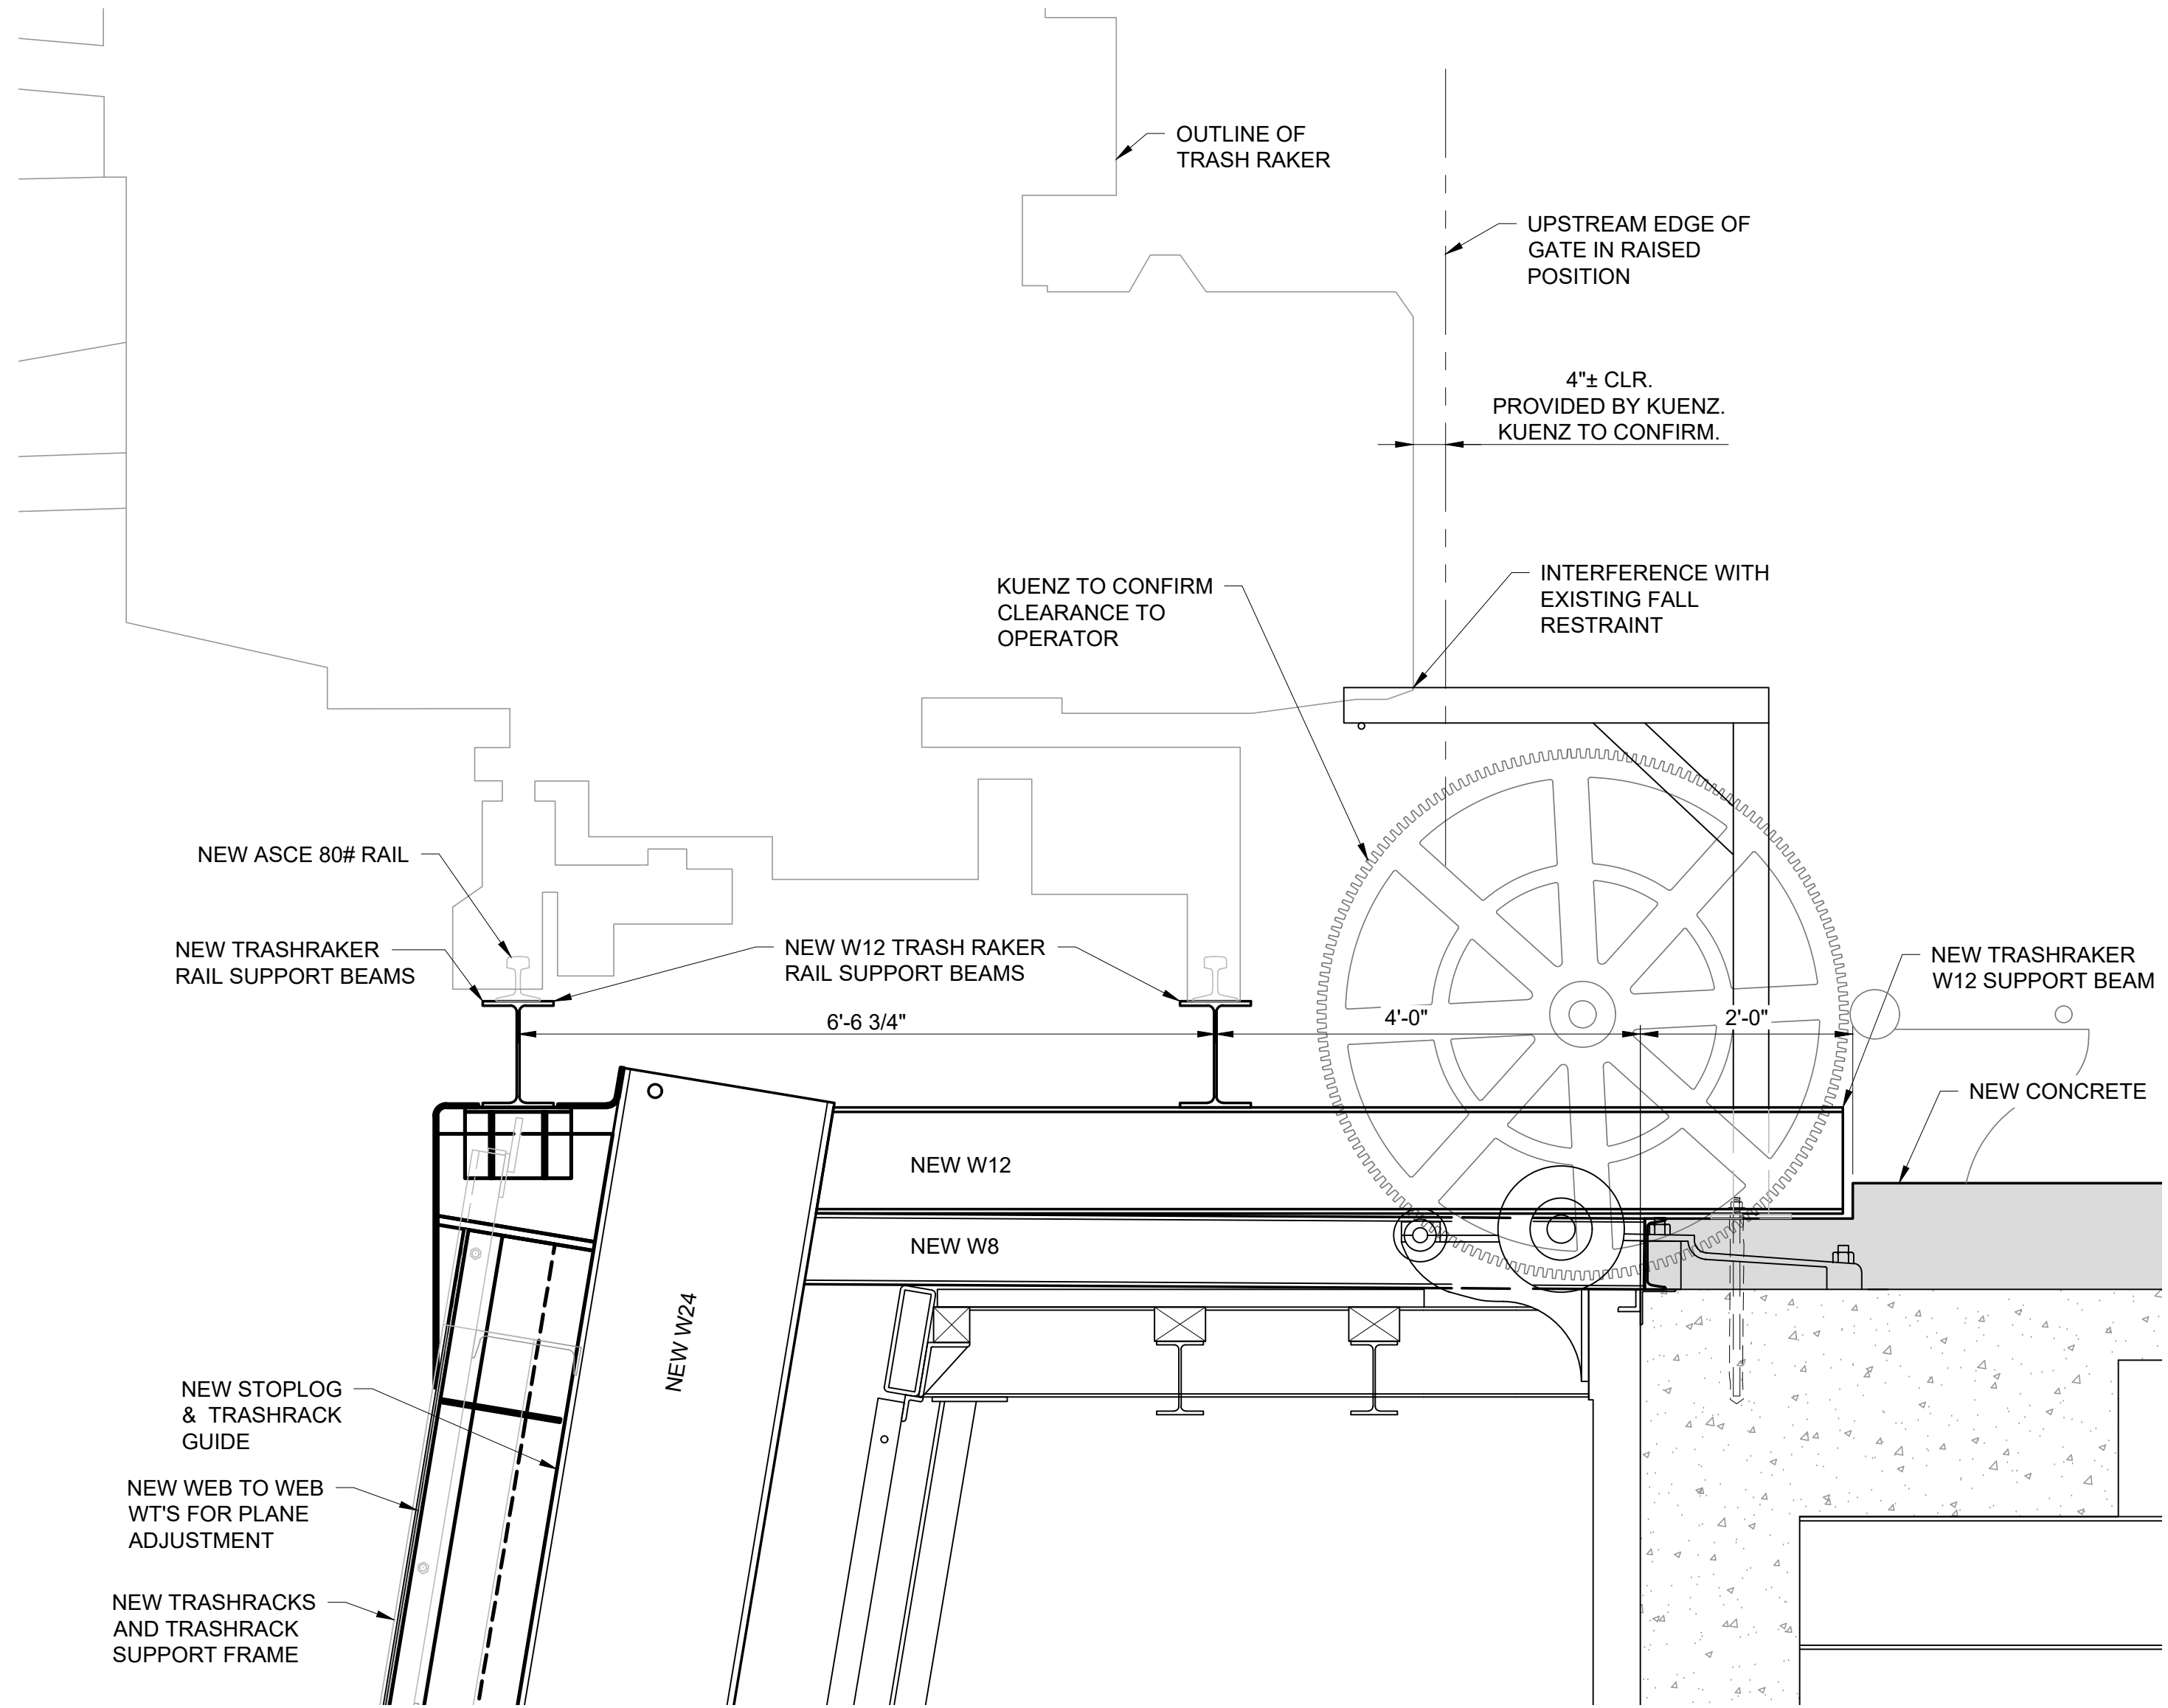 OUTLINE OF
TRASH RAKER
UPSTREAM EDGE OF
GATE IN RAISED
POSITION
4"± CLR.
PROVIDED BY KUENZ.
KUENZ TO CONFIRM.
KUENZ TO CONFIRM
CLEARANCE TO
OPERATOR
INTERFERENCE WITH
EXISTING FALL
RESTRAINT
NEW ASCE 80# RAIL
NEW TRASHRAKER
RAIL SUPPORT BEAMS
NEW W12 TRASH RAKER
RAIL SUPPORT BEAMS
NEW TRASHRAKER
W12 SUPPORT BEAM
6'-6 3/4"
4'-0"
2'-0"
NEW CONCRETE
NEW W12
NEW W8
NEW W24
NEW STOPLOG
& TRASHRACK
GUIDE
NEW WEB TO WEB
WT'S FOR PLANE
ADJUSTMENT
NEW TRASHRACKS
AND TRASHRACK
SUPPORT FRAME